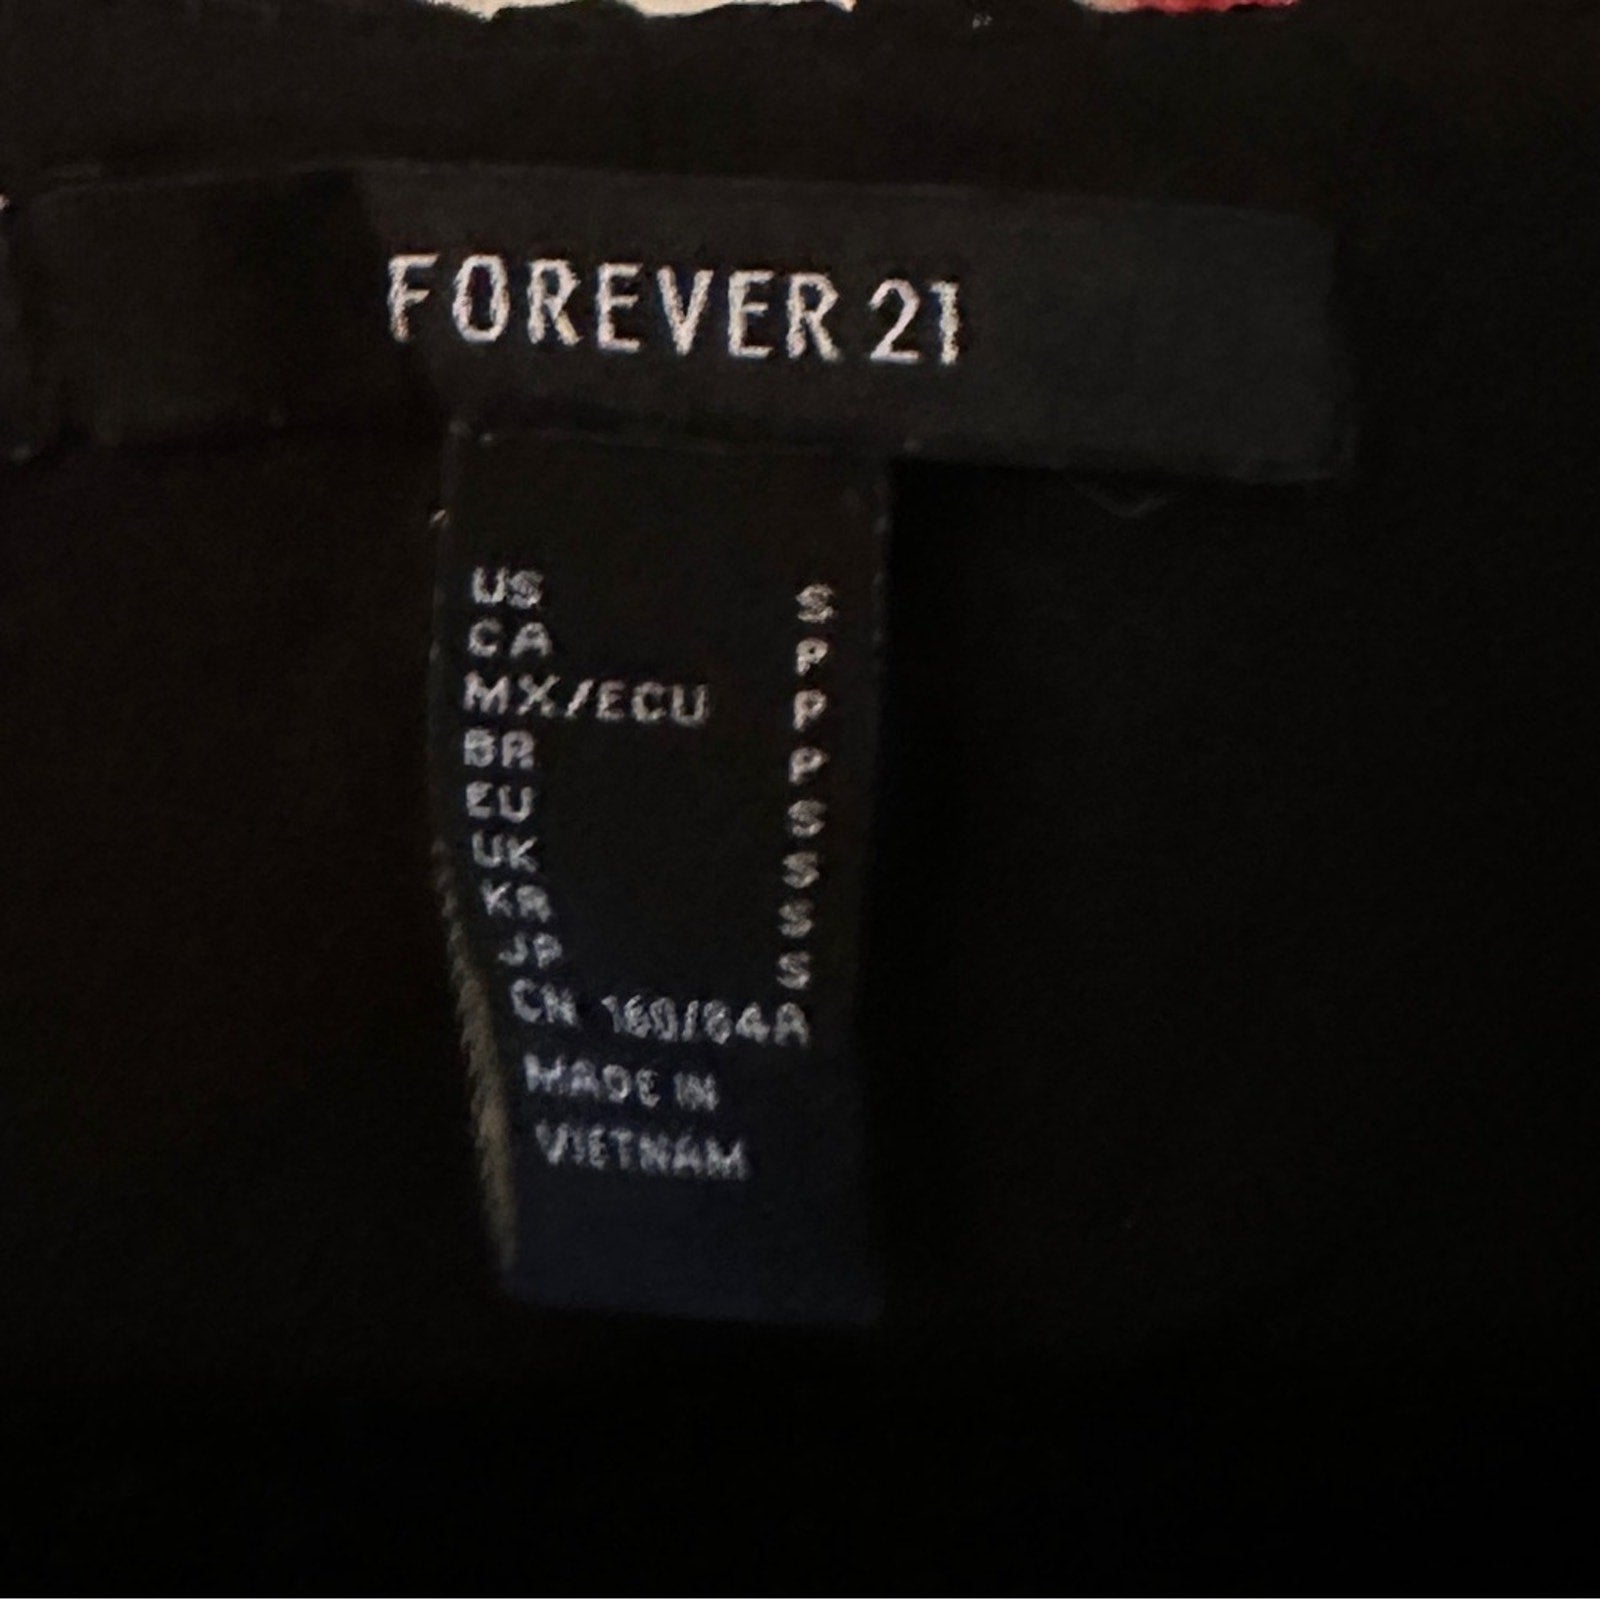 FOREVER 21
US S
CA P
MX/ECU P
BR P
EU S
UK S
KR S
JP S
CN 160/84A
MADE IN
VIETNAM